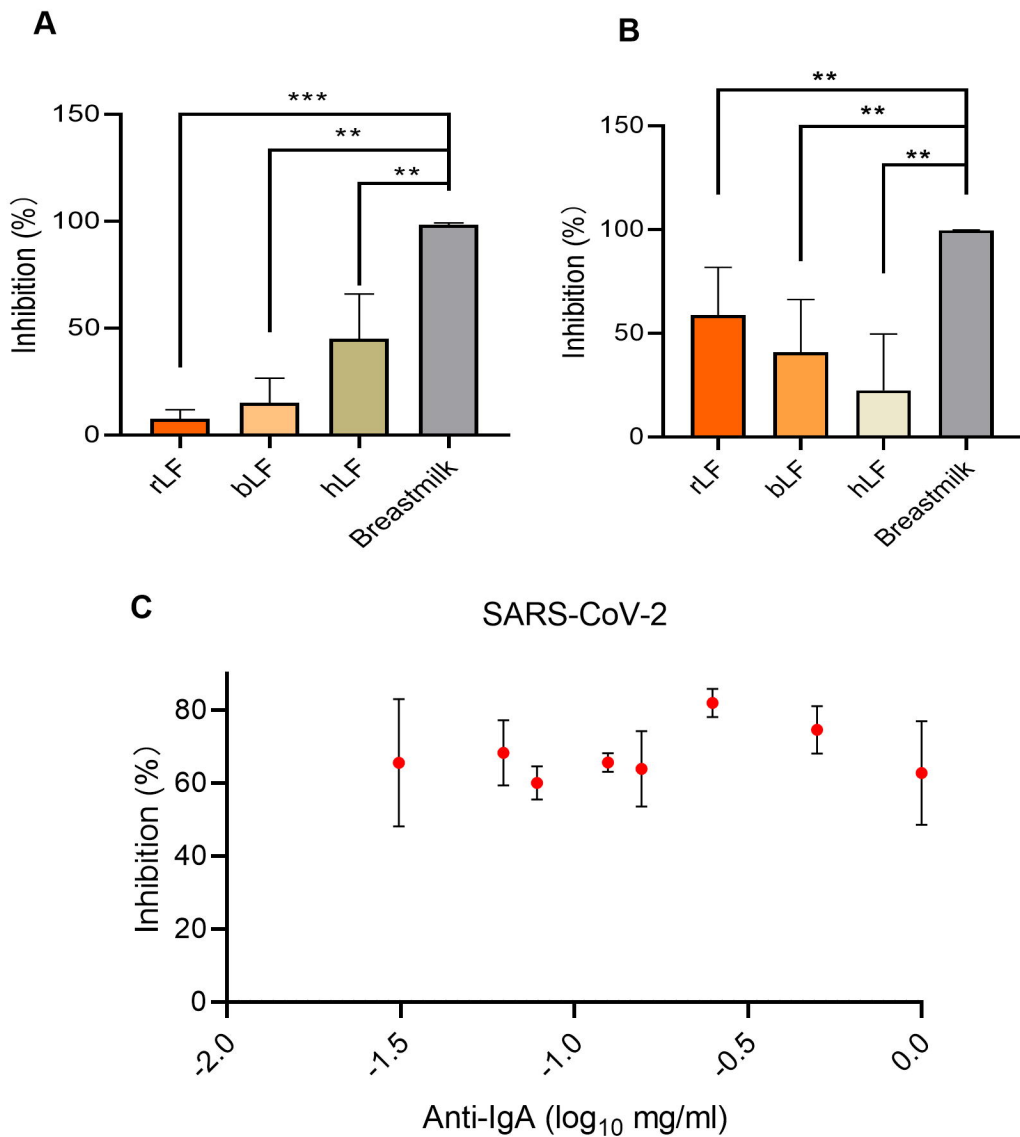 A
***
**
**
150
100
50
0
Inhibition (%)
rLF
bLF
hLF
Breastmilk
B
**
**
**
150
100
50
0
Inhibition (%)
rLF
bLF
hLF
Breastmilk
C
SARS-CoV-2
80
60
40
20
0
Inhibition (%)
-2.0
-1.5
-1.0
-0.5
0.0
Anti-IgA (log₁₀ mg/ml)